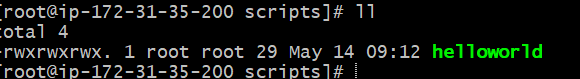 [root@ip-172-31-35-200 scripts]# ll
total 4
-rwxrwxrwx. 1 root root 29 May 14 09:12 helloworld
[root@ip-172-31-35-200 scripts]#